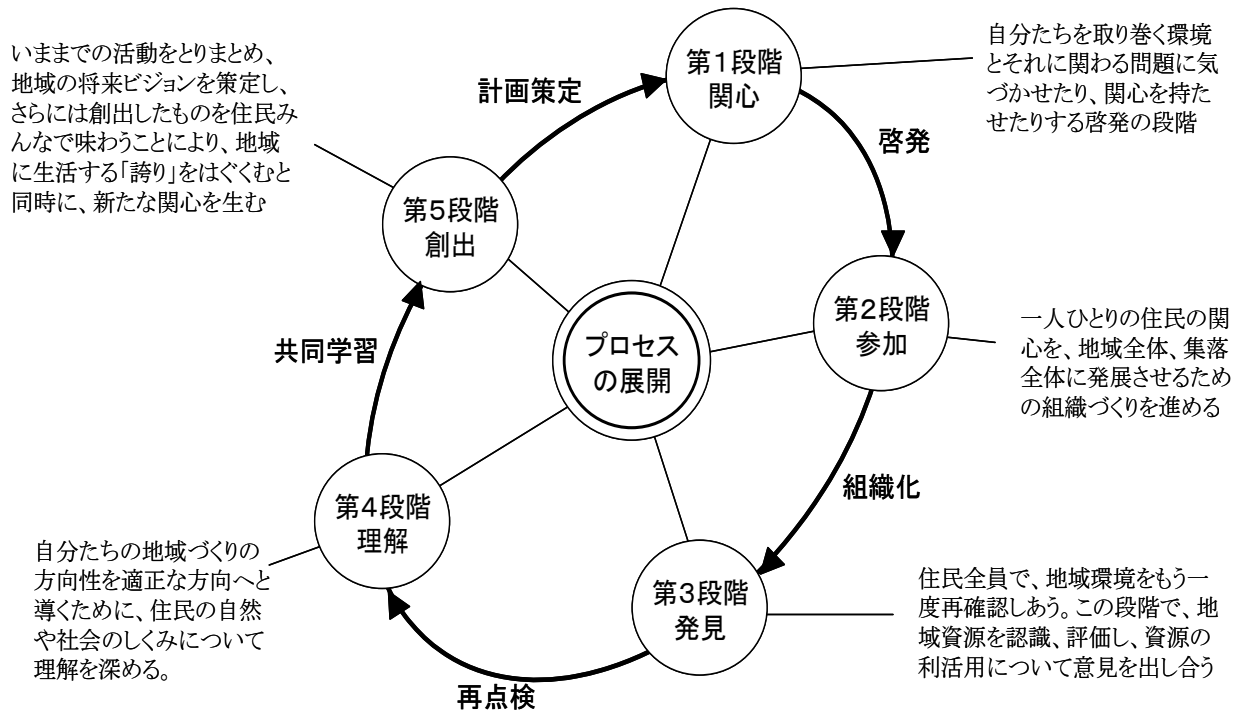 いままでの活動をとりまとめ、
地域の将来ビジョンを策定し、
さらには創出したものを住民み
んなで味わうことにより、地域
に生活する「誇り」をはぐくむと
同時に、新たな関心を生む
計画策定
第1段階
関心
自分たちを取り巻く環境
とそれに関わる問題に気
づかせたり、関心を持た
せたりする啓発の段階
啓発
第5段階
創出
第2段階
参加
一人ひとりの住民の関
心を、地域全体、集落
全体に発展させるため
の組織づくりを進める
プロセス
の展開
共同学習
組織化
第4段階
理解
自分たちの地域づくりの
方向性を適正な方向へと
導くために、住民の自然
や社会のしくみについて
理解を深める。
再点検
第3段階
発見
住民全員で、地域環境をもう一
度再確認しあう。この段階で、地
域資源を認識、評価し、資源の
利活用について意見を出し合う